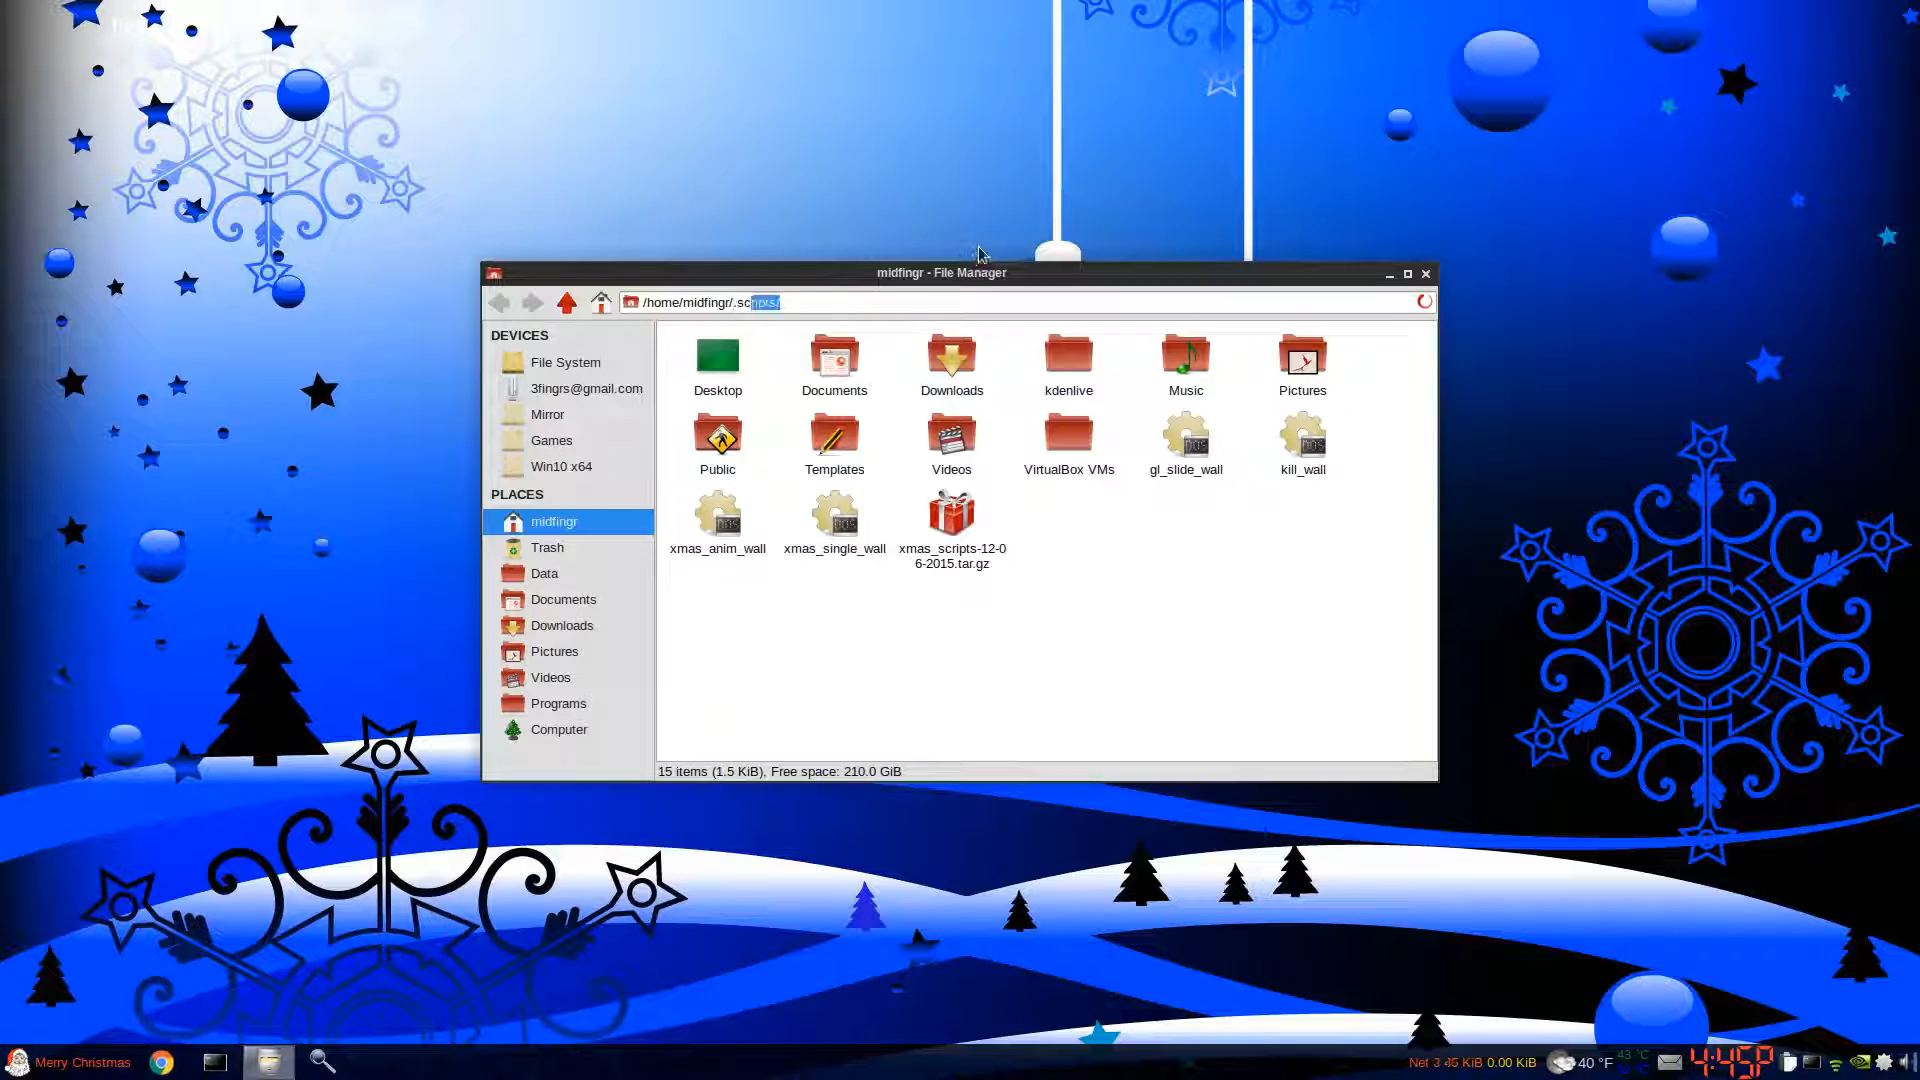 midfingr - File Manager
/home/midfingr/.scripts/
DEVICES
File System
3fingrs@gmail.com
Mirror
Games
Win10 x64
PLACES
midfingr
Trash
Data
Documents
Downloads
Pictures
Videos
Programs
Computer
Desktop
Documents
Downloads
kdenlive
Music
Pictures
Public
Templates
Videos
VirtualBox VMs
gl_slide_wall
kill_wall
xmas_anim_wall
xmas_single_wall
xmas_scripts-12-0
6-2015.tar.gz
15 items (1.5 KiB), Free space: 210.0 GiB
Merry Christmas
Net 3.45 KiB 0.00 KiB
40 °F
43 °C
4:45P